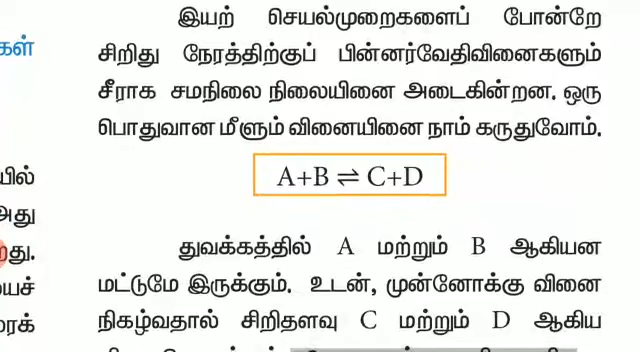 இயற் செயல்முறைகளைப் போன்றே
சிறிது நேரத்திற்குப் பின்னர்வேதிவினைகளும்
சீராக சமநிலை நிலையினை அடைகின்றன. ஒரு
பொதுவான மீளும் வினையினை நாம் கருதுவோம்.
A+B ⇌ C+D
துவக்கத்தில் A மற்றும் B ஆகியன
மட்டுமே இருக்கும். உடன், முன்னோக்கு வினை
நிகழ்வதால் சிறிதளவு C மற்றும் D ஆகிய